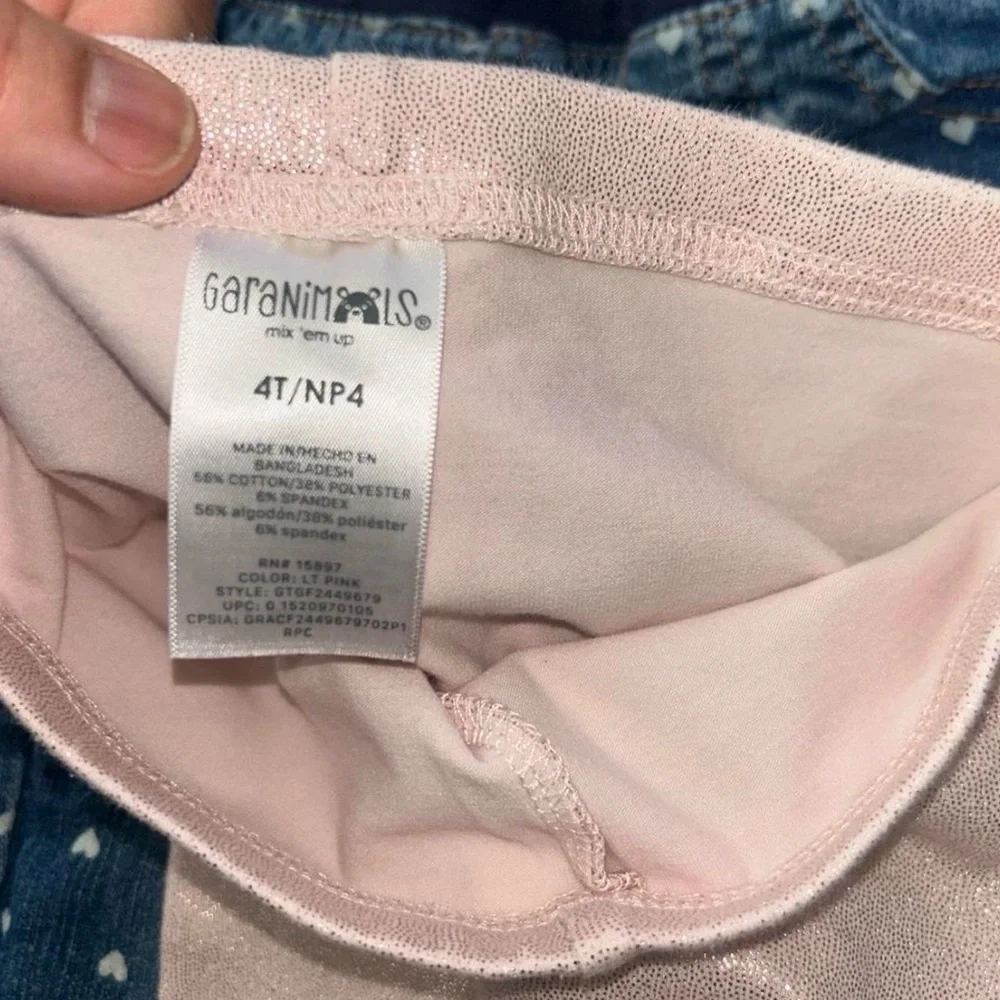 GaraNiMaLS®
mix 'em up
4T/NP4
MADE IN/HECHO EN
BANGLADESH
56% COTTON/38% POLYESTER
6% SPANDEX
56% algodón/38% poliéster
6% spandex
RN# 15897
COLOR: LT PINK
STYLE: GTGF2449679
UPC: 0 1520970105
CPSIA: GRACF2449679702P1
RPC